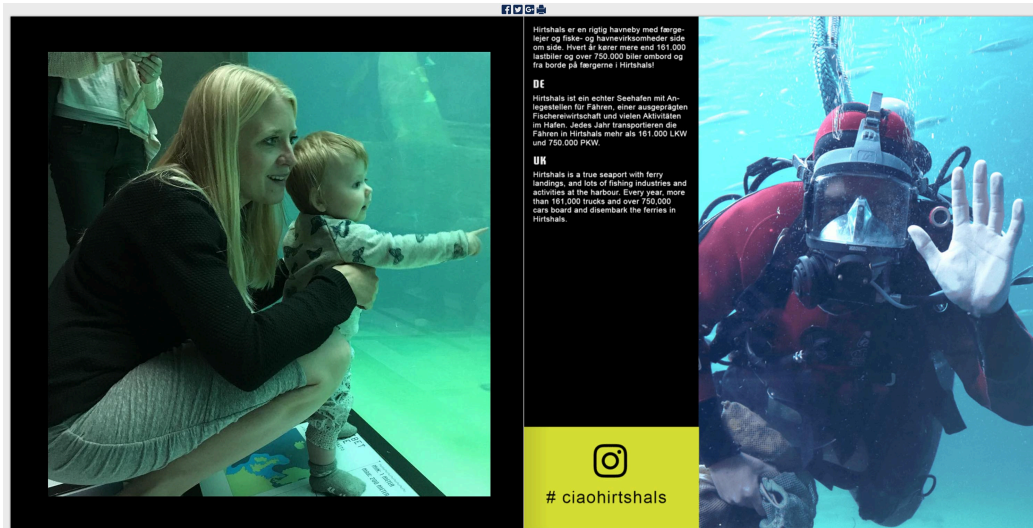 Hirtshals er en rigtig havneby med færge-
lejer og fiske- og havnevirksomheder side
om side. Hvert år kører mere end 161.000
lastbiler og over 750.000 biler ombord og
fra borde på færgerne i Hirtshals!
DE
Hirtshals ist ein echter Seehafen mit An-
legestellen für Fähren, einer ausgeprägten
Fischereiwirtschaft und vielen Aktivitäten
im Hafen. Jedes Jahr transportieren die
Fähren in Hirtshals mehr als 161.000 LKW
und 750.000 PKW.
UK
Hirtshals is a true seaport with ferry
landings, and lots of fishing industries and
activities at the harbour. Every year, more
than 161,000 trucks and over 750,000
cars board and disembark the ferries in
Hirtshals.
# ciaohirtshals